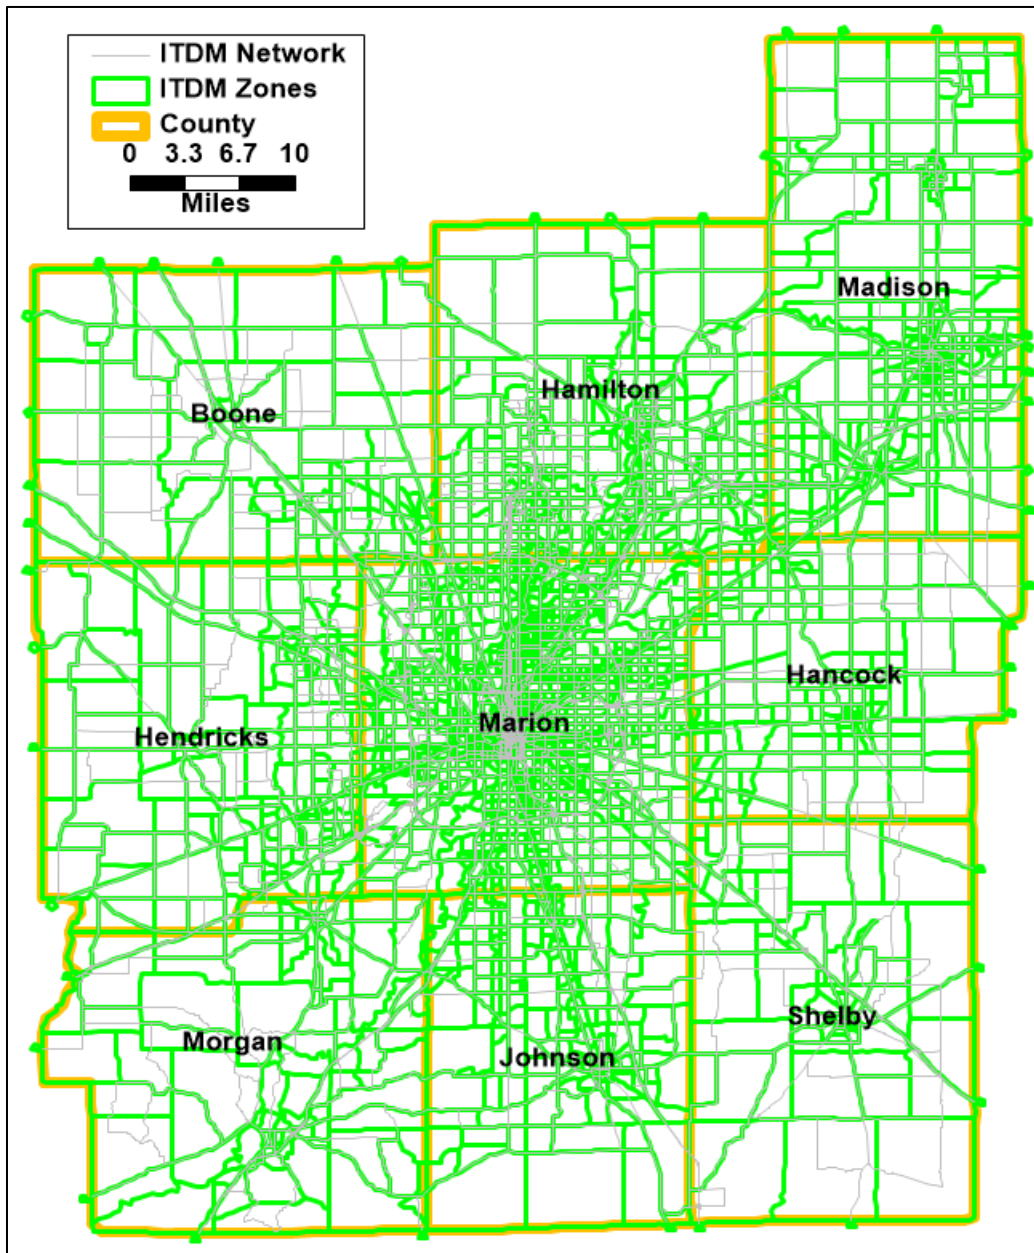 ITDM Network
ITDM Zones
County
0 3.3 6.7 10
Miles
Madison
Hamilton
Boone
Hancock
Marion
Hendricks
Shelby
Morgan
Johnson